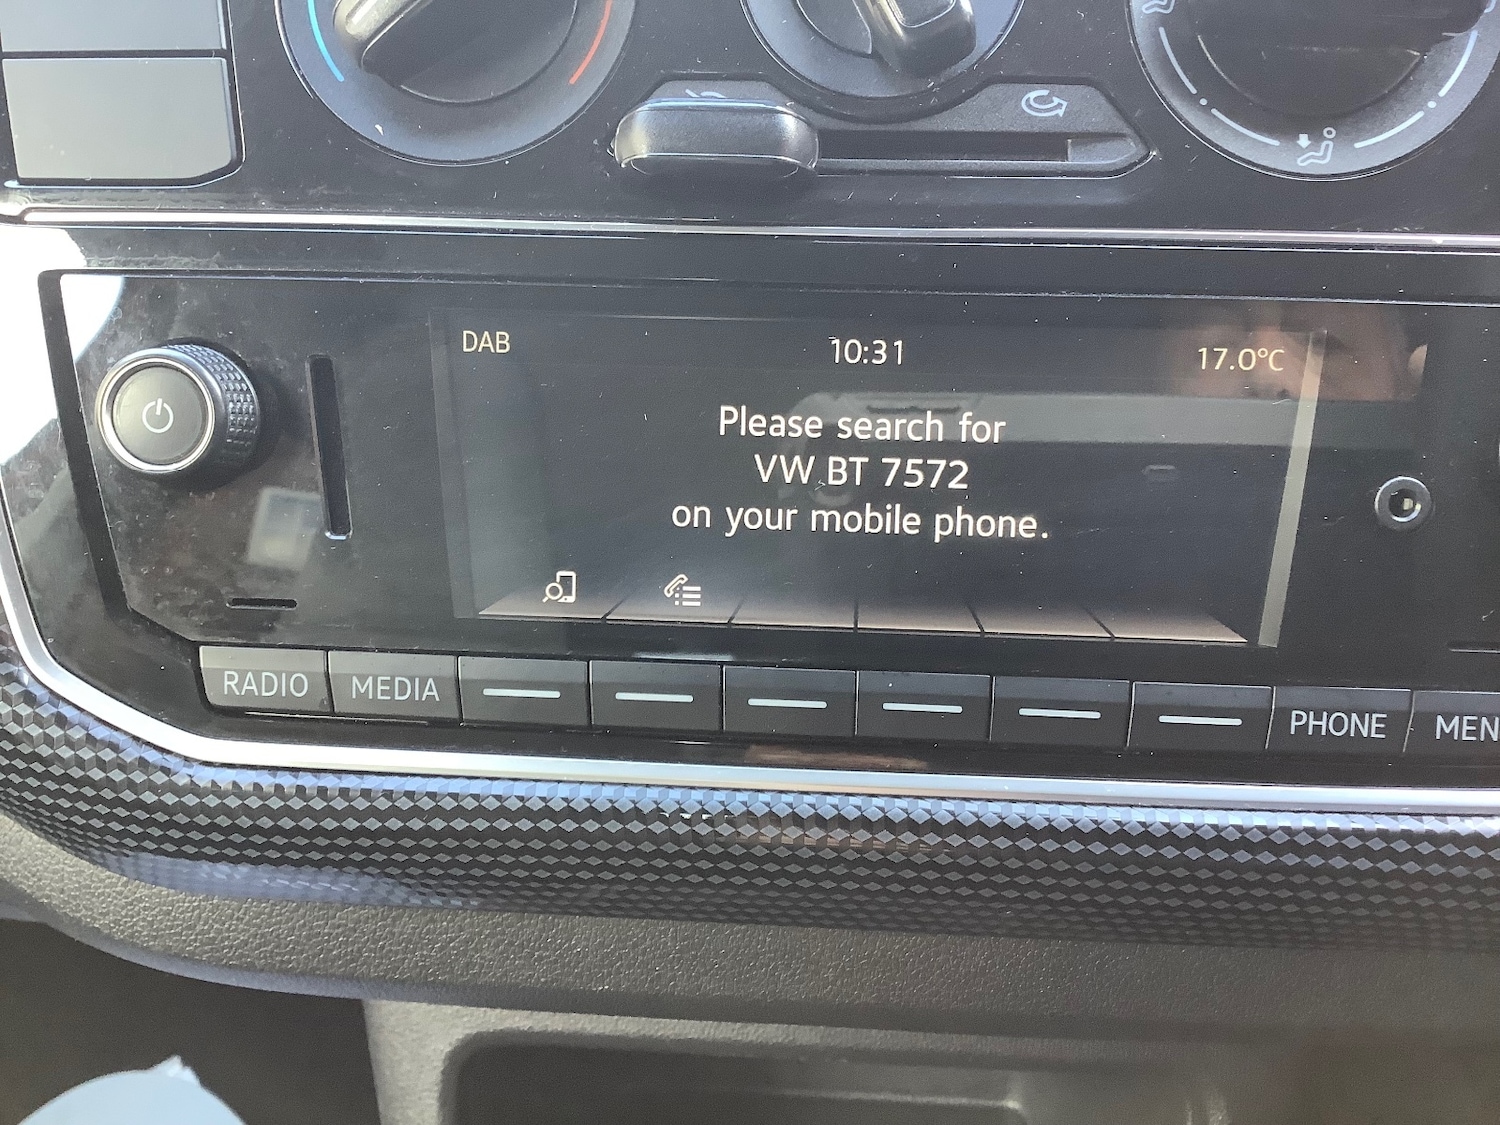 DAB 10:31 17.0°C
Please search for
VW BT 7572
on your mobile phone.
RADIO MEDIA PHONE MEN